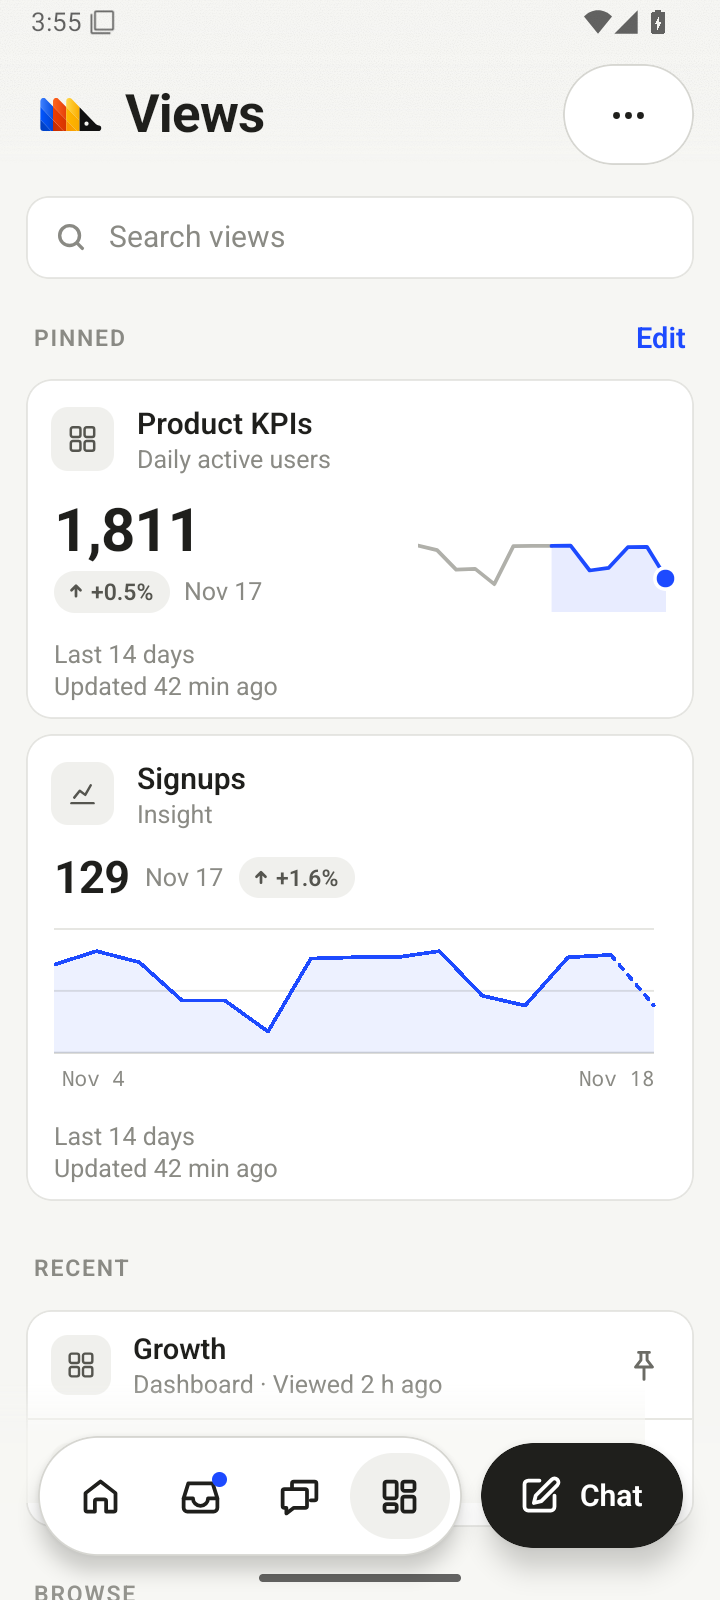 3:55
Views
Search views
PINNED
Edit
Product KPIs
Daily active users
1,811
+0.5%
Nov 17
Last 14 days
Updated 42 min ago
Signups
Insight
129
Nov 17
+1.6%
Nov 4
Nov 18
Last 14 days
Updated 42 min ago
RECENT
Growth
Dashboard · Viewed 2 h ago
Chat
BROWSE